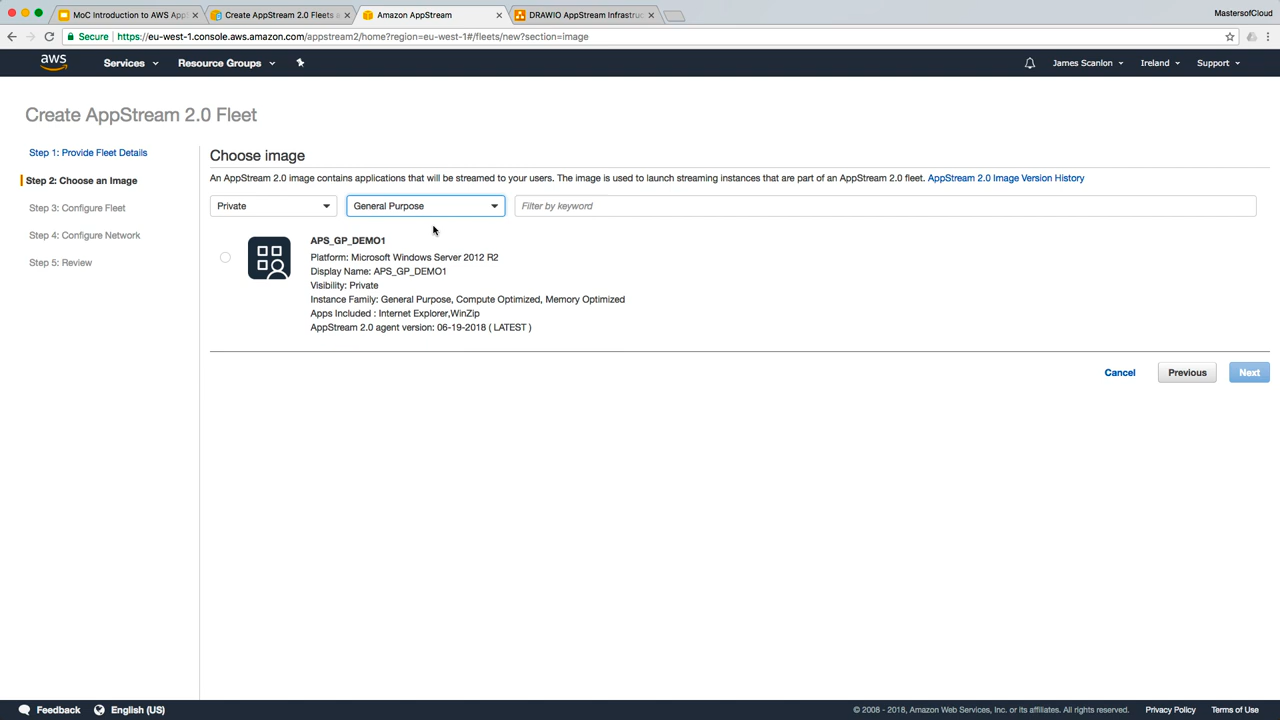 MoC Introduction to AWS App
Create AppStream 2.0 Fleets a
Amazon AppStream
DRAWIO AppStream Infrastruc
MastersofCloud
Secure
https://eu-west-1.console.aws.amazon.com/appstream2/home?region=eu-west-1#/fleets/new?section=image
aws
Services
Resource Groups
James Scanlon
Ireland
Support
Create AppStream 2.0 Fleet
Step 1: Provide Fleet Details
Step 2: Choose an Image
Step 3: Configure Fleet
Step 4: Configure Network
Step 5: Review
Choose image
An AppStream 2.0 image contains applications that will be streamed to your users. The image is used to launch streaming instances that are part of an AppStream 2.0 fleet. AppStream 2.0 Image Version History
Private
General Purpose
Filter by keyword
APS_GP_DEMO1
Platform: Microsoft Windows Server 2012 R2
Display Name: APS_GP_DEMO1
Visibility: Private
Instance Family: General Purpose, Compute Optimized, Memory Optimized
Apps Included : Internet Explorer,WinZip
AppStream 2.0 agent version: 06-19-2018 ( LATEST )
Cancel
Previous
Next
Feedback
English (US)
© 2008 - 2018, Amazon Web Services, Inc. or its affiliates. All rights reserved.
Privacy Policy
Terms of Use